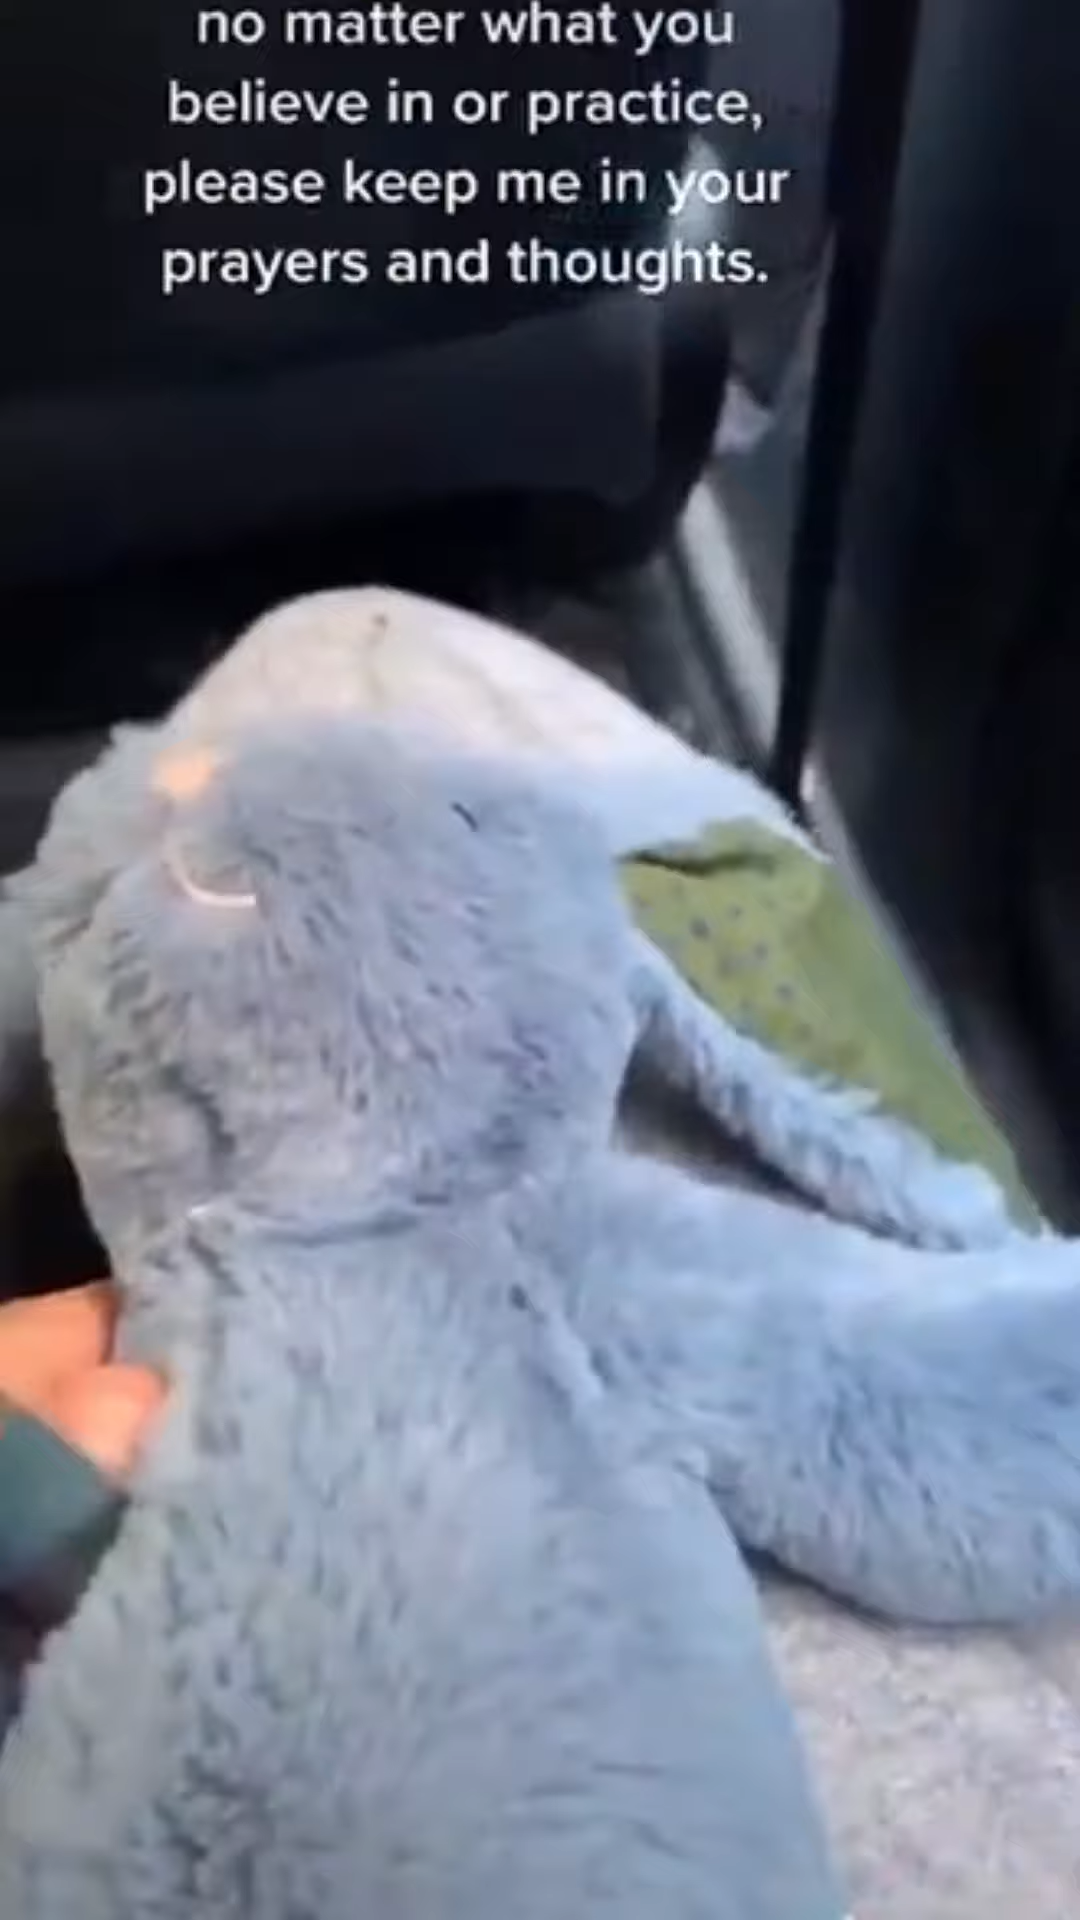 no matter what you
believe in or practice,
please keep me in your
prayers and thoughts.